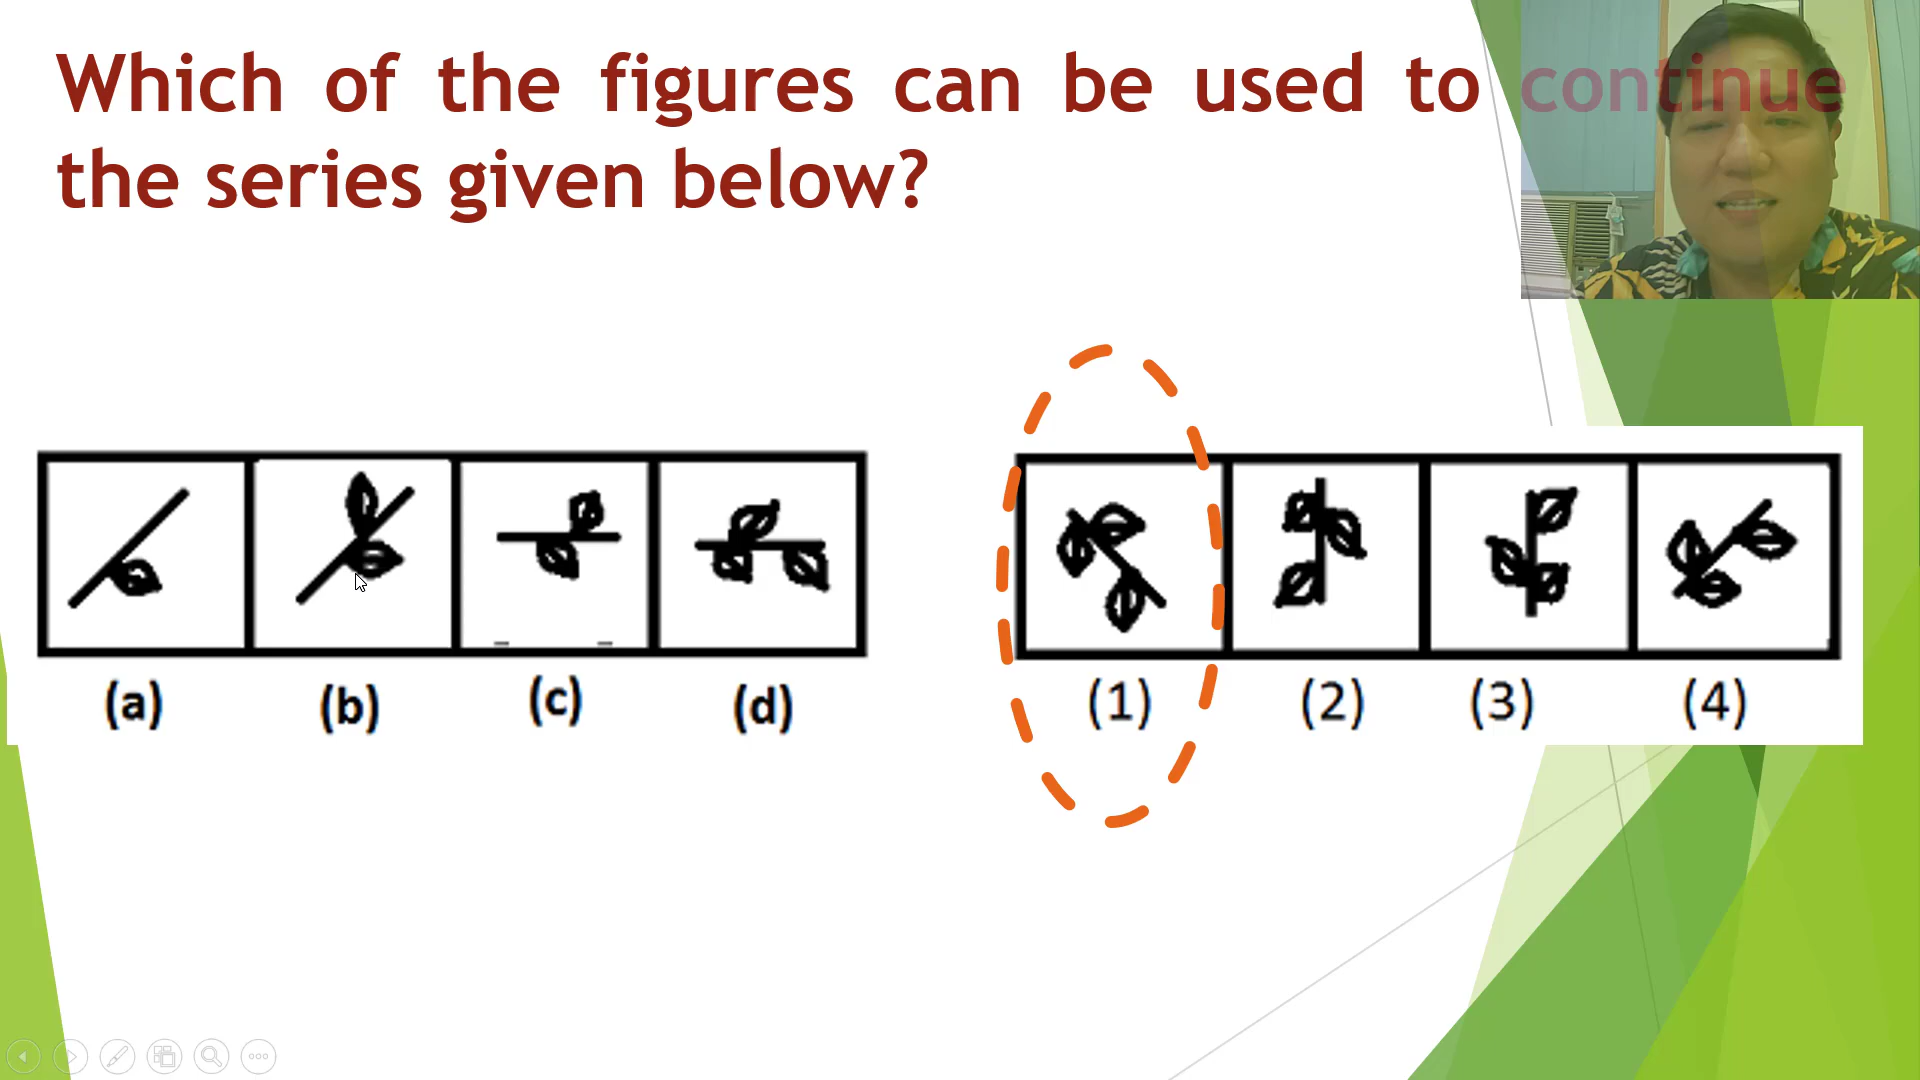 Which of the figures can be used to continue
the series given below?
(a) (b) (c) (d) (1) (2) (3) (4)